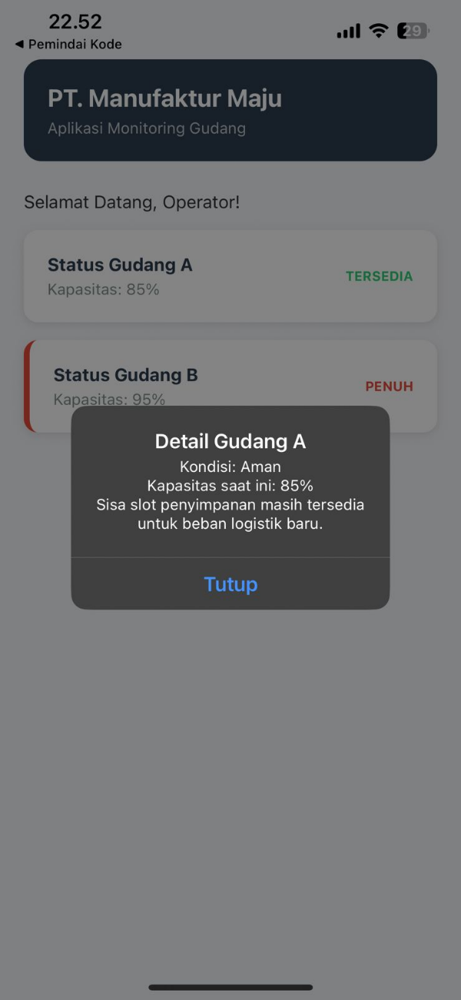 22.52
◀ Pemindai Kode
29
PT. Manufaktur Maju
Aplikasi Monitoring Gudang
Selamat Datang, Operator!
Status Gudang A
TERSEDIA
Kapasitas: 85%
Status Gudang B
PENUH
Kapasitas: 95%
Detail Gudang A
Kondisi: Aman
Kapasitas saat ini: 85%
Sisa slot penyimpanan masih tersedia
untuk beban logistik baru.
Tutup